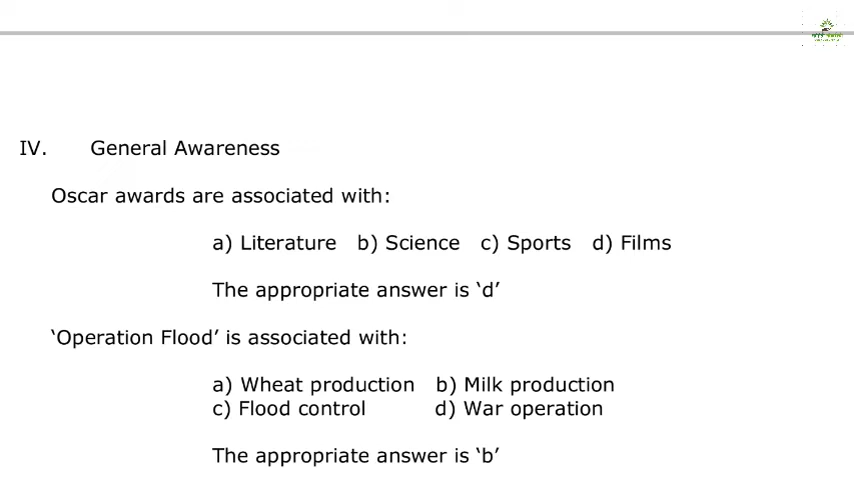 IV. General Awareness
Oscar awards are associated with:
a) Literature b) Science c) Sports d) Films
The appropriate answer is ‘d’
‘Operation Flood’ is associated with:
a) Wheat production b) Milk production
c) Flood control d) War operation
The appropriate answer is ‘b’